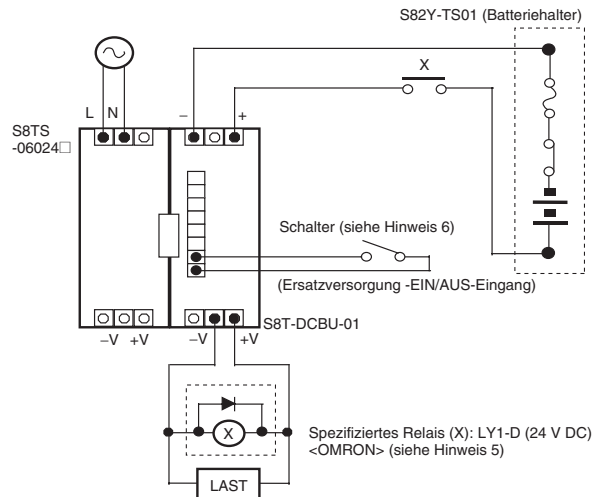 S82Y-TS01 (Batteriehalter)
X
L N
– +
S8TS
-06024□
Schalter (siehe Hinweis 6)
(Ersatzversorgung -EIN/AUS-Eingang)
S8T-DCBU-01
–V +V
–V +V
X
Spezifiziertes Relais (X): LY1-D (24 V DC)
<OMRON> (siehe Hinweis 5)
LAST